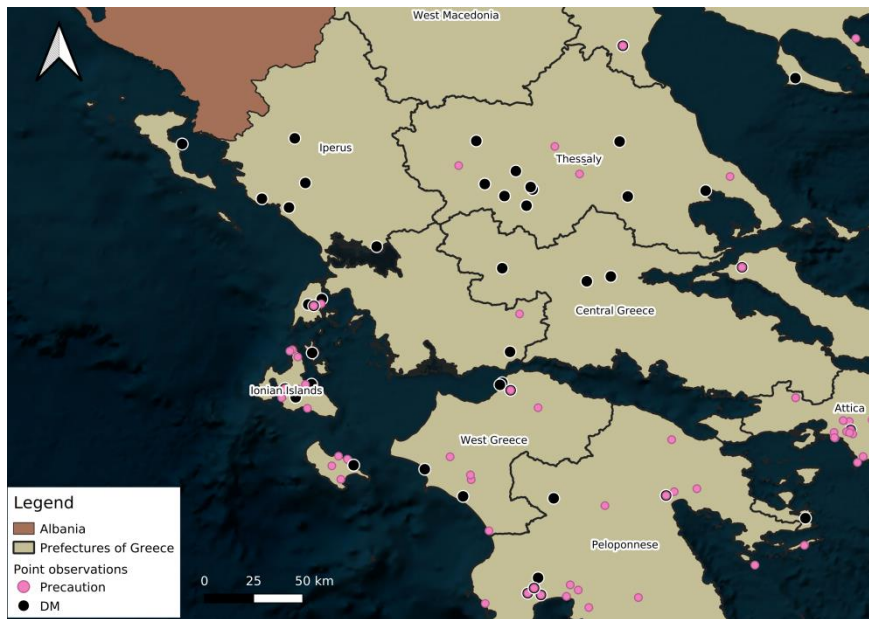 West Macedonia
Iperus
Thessaly
Central Greece
Ionian Islands
Attica
West Greece
Peloponnese
Legend
Albania
Prefectures of Greece
Point observations
Precaution
DM
0 25 50 km